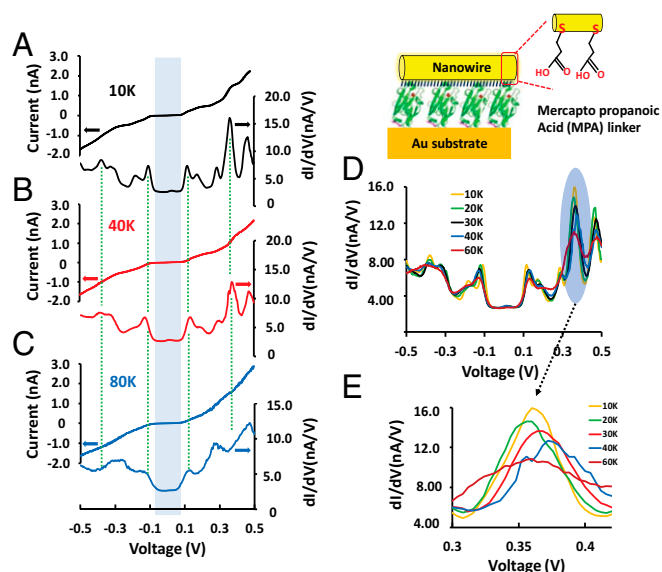 A
3.0
2.0
1.0
0
-1.0
-2.0
Current (nA)
10K
20.0
15.0
10.0
5.0
0
dI/dV(nA/V)
B
3.0
2.0
1.0
0
-1.0
-2.0
Current (nA)
40K
20.0
15.0
10.0
5.0
0
dI/dV(nA/V)
C
3.0
2.0
1.0
0
-1.0
-2.0
Current (nA)
80K
15.0
10.0
5.0
0
dI/dV(nA/V)
-0.5 -0.3 -0.1 0.1 0.3 0.5
Voltage (V)
Nanowire
Au substrate
S S
HO O HO O
Mercapto propanoic
Acid (MPA) linker
D
16.0
12.0
8.00
4.00
dI/dV(nA/V)
10K
20K
30K
40K
60K
-0.5 -0.3 -0.1 0.1 0.3 0.5
Voltage (V)
E
16.0
12.0
8.00
4.00
dI/dV(nA/V)
10K
20K
30K
40K
60K
0.3 0.35 0.4
Voltage (V)